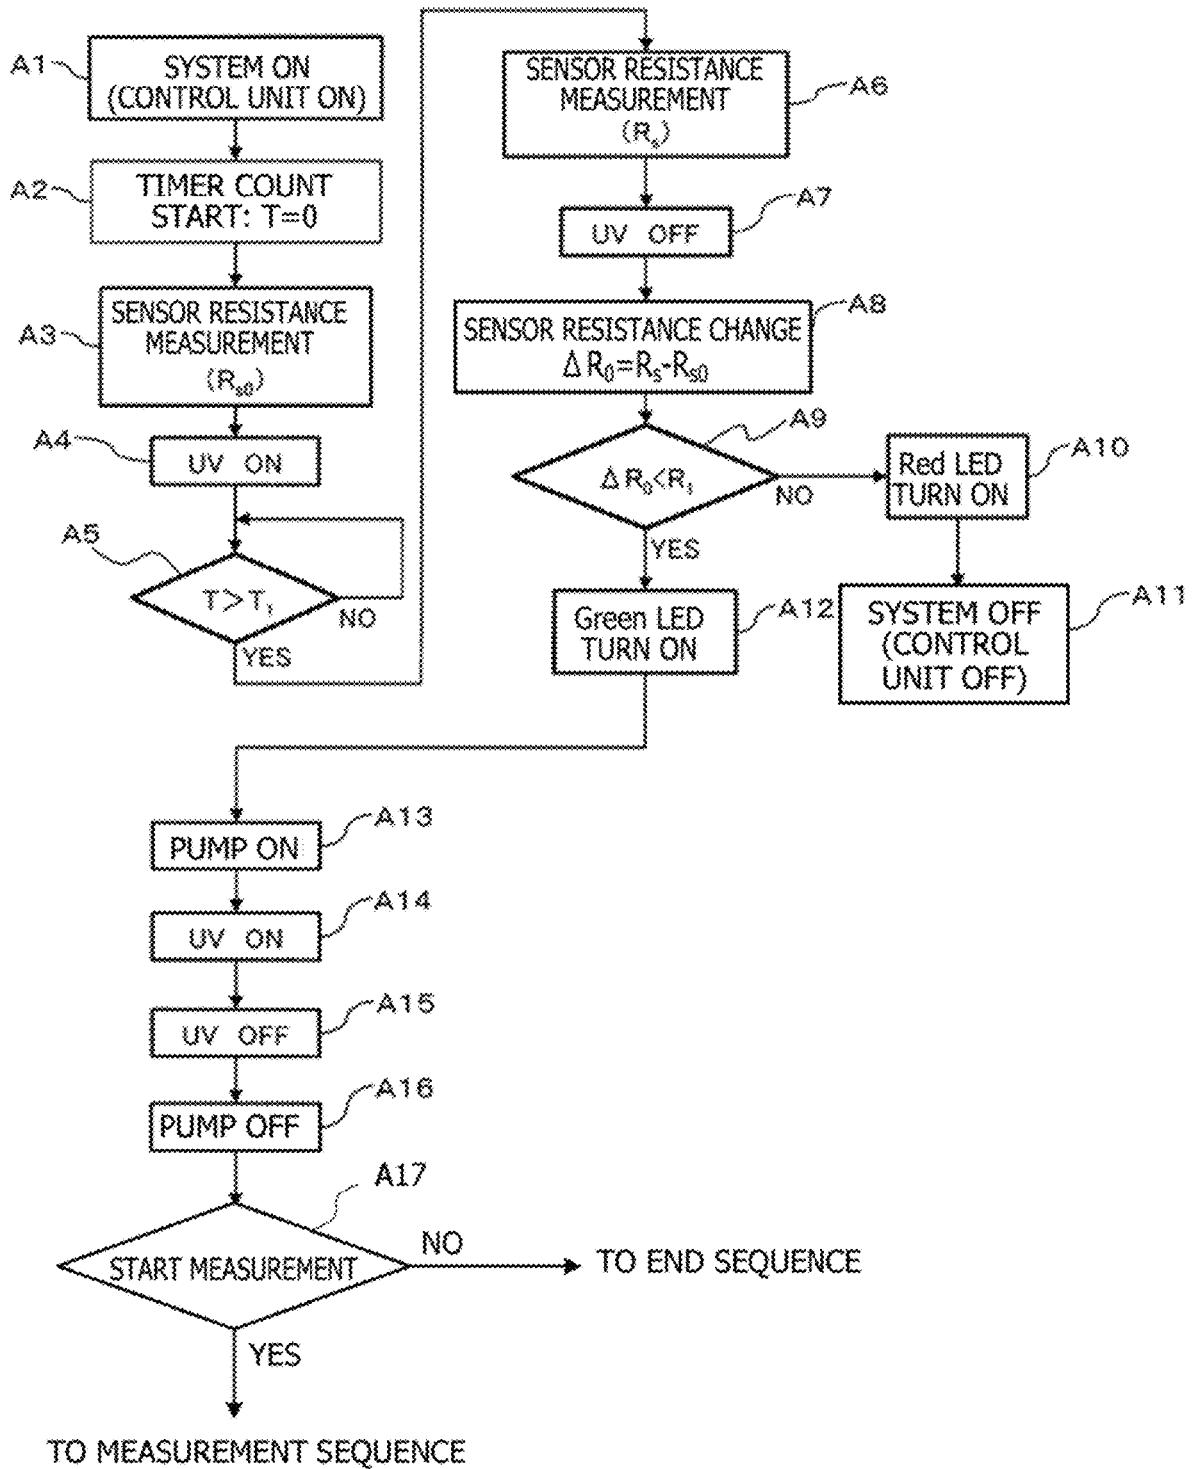 A1
SYSTEM ON
(CONTROL UNIT ON)
A2
TIMER COUNT
START: T=0
A3
SENSOR RESISTANCE
MEASUREMENT
(Rs0)
A4
UV ON
A5
T>T1
NO
YES
SENSOR RESISTANCE
MEASUREMENT
(Rs)
A6
UV OFF
A7
SENSOR RESISTANCE CHANGE
ΔR0=Rs-Rs0
A8
ΔR0<R1
A9
NO
YES
Red LED
TURN ON
A10
SYSTEM OFF
(CONTROL
UNIT OFF)
A11
Green LED
TURN ON
A12
PUMP ON
A13
UV ON
A14
UV OFF
A15
PUMP OFF
A16
START MEASUREMENT
A17
NO
TO END SEQUENCE
YES
TO MEASUREMENT SEQUENCE